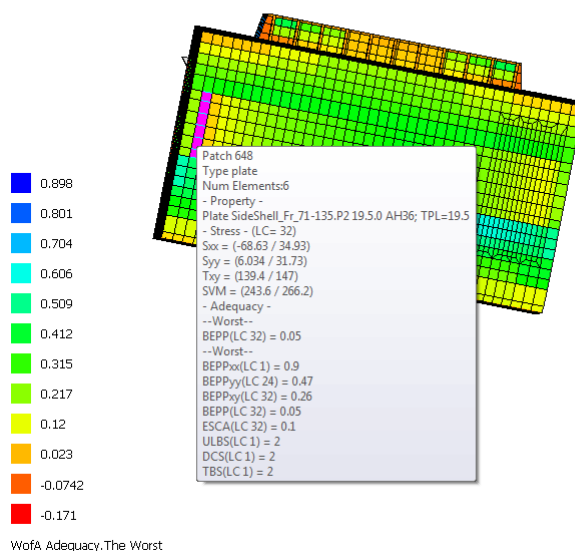 Patch 648
Type plate
Num Elements:6
- Property -
Plate SideShell_Fr_71-135.P2 19.5.0 AH36; TPL=19.5
- Stress - (LC= 32)
Sxx = (-68.63 / 34.93)
Syy = (6.034 / 31.73)
Txy = (139.4 / 147)
SVM = (243.6 / 266.2)
- Adequacy -
--Worst--
BEPP(LC 32) = 0.05
--Worst--
BEPPxx(LC 1) = 0.9
BEPPyy(LC 24) = 0.47
BEPPxy(LC 32) = 0.26
BEPP(LC 32) = 0.05
ESCA(LC 32) = 0.1
ULBS(LC 1) = 2
DCS(LC 1) = 2
TBS(LC 1) = 2
0.898
0.801
0.704
0.606
0.509
0.412
0.315
0.217
0.12
0.023
-0.0742
-0.171
WofA Adequacy.The Worst